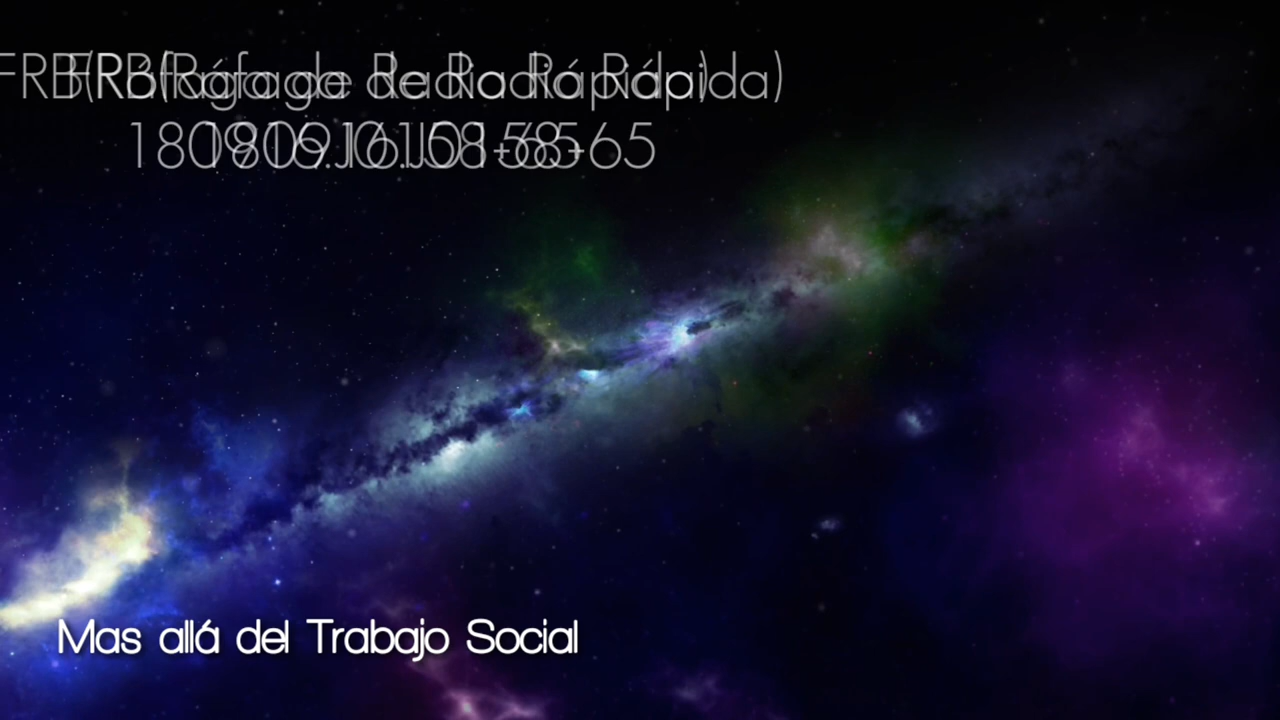 FRB(Ráfaga de Radio Rápida)
180916.J0158+65
Mas allá del Trabajo Social